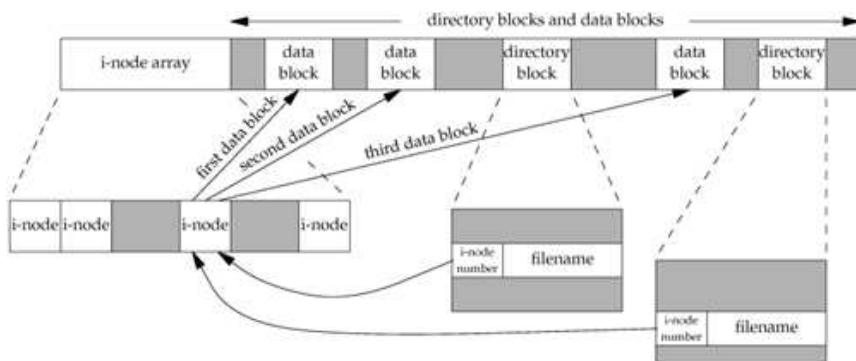 directory blocks and data blocks
i-node array
data
block
data
block
directory
block
data
block
directory
block
first data block
second data block
third data block
i-node
i-node
i-node
i-node
i-node
number
filename
i-node
number
filename